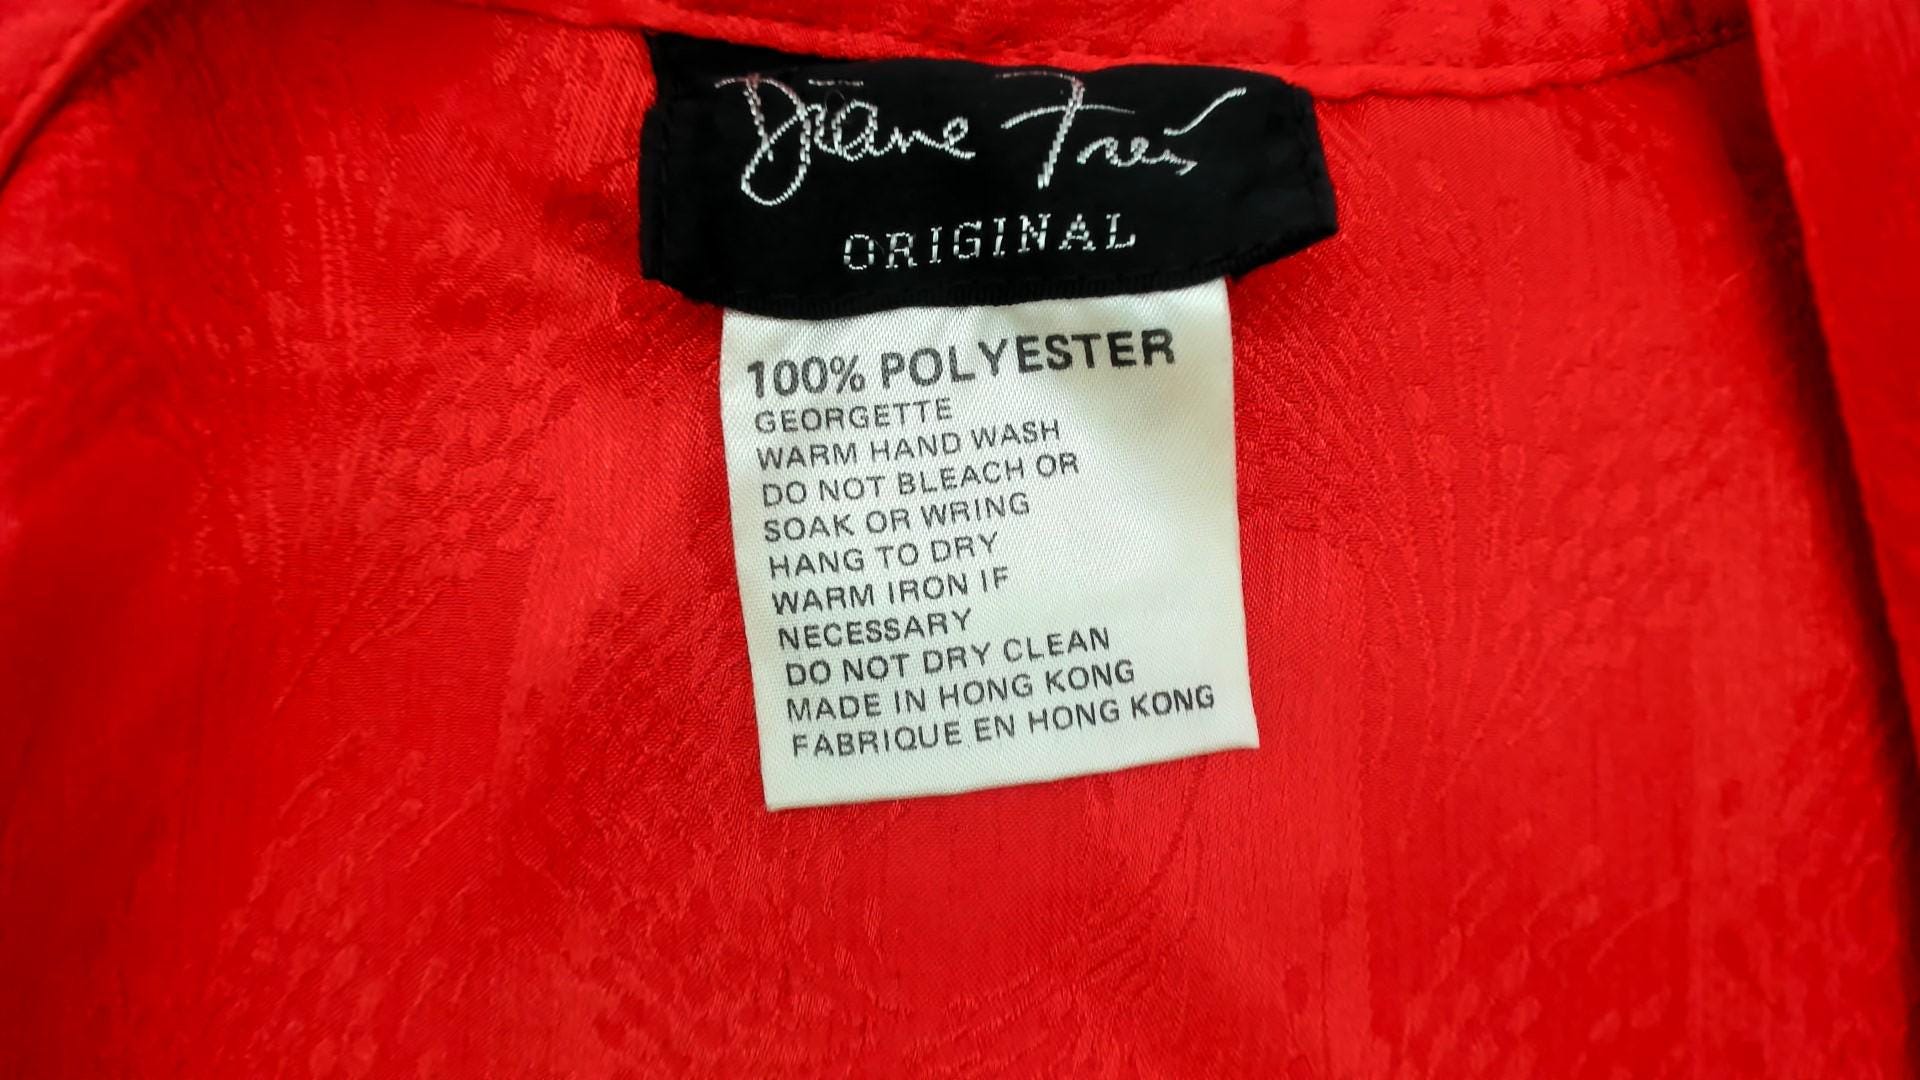 Diane Freis
ORIGINAL
100% POLYESTER
GEORGETTE
WARM HAND WASH
DO NOT BLEACH OR
SOAK OR WRING
HANG TO DRY
WARM IRON IF
NECESSARY
DO NOT DRY CLEAN
MADE IN HONG KONG
FABRIQUE EN HONG KONG